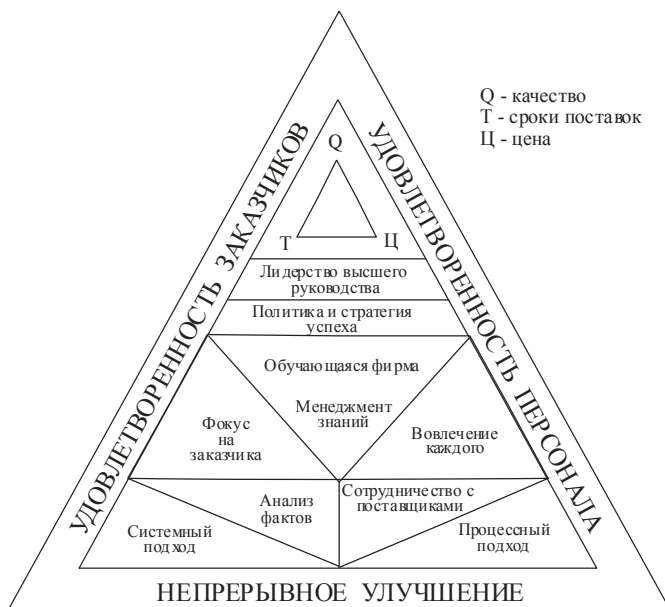 Q - качество
Т - сроки поставок
Ц - цена
УДОВЛЕТВОРЕННОСТЬ ЗАКАЗЧИКОВ
УДОВЛЕТВОРЕННОСТЬ ПЕРСОНАЛА
Q
Т
Ц
Лидерство высшего
руководства
Политика и стратегия
успеха
Обучающаяся фирма
Менеджмент
знаний
Фокус
на
заказчика
Вовлечение
каждого
Анализ
фактов
Сотрудничество с
поставщиками
Системный
подход
Процессный
подход
НЕПРЕРЫВНОЕ УЛУЧШЕНИЕ